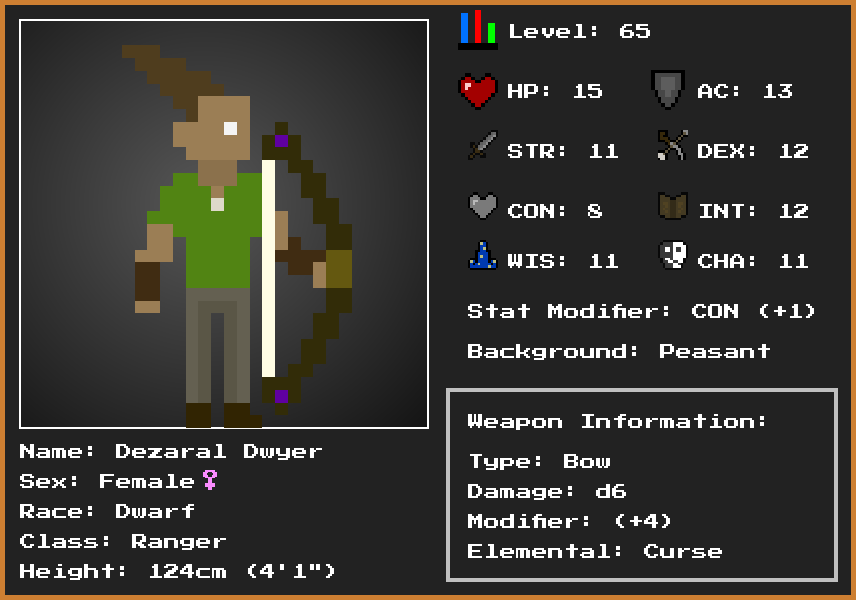 Level: 65
HP: 15
AC: 13
STR: 11
DEX: 12
CON: 8
INT: 12
WIS: 11
CHA: 11
Stat Modifier: CON (+1)
Background: Peasant
Name: Dezaral Dwyer
Sex: Female♀
Race: Dwarf
Class: Ranger
Height: 124cm (4'1")
Weapon Information:
Type: Bow
Damage: d6
Modifier: (+4)
Elemental: Curse